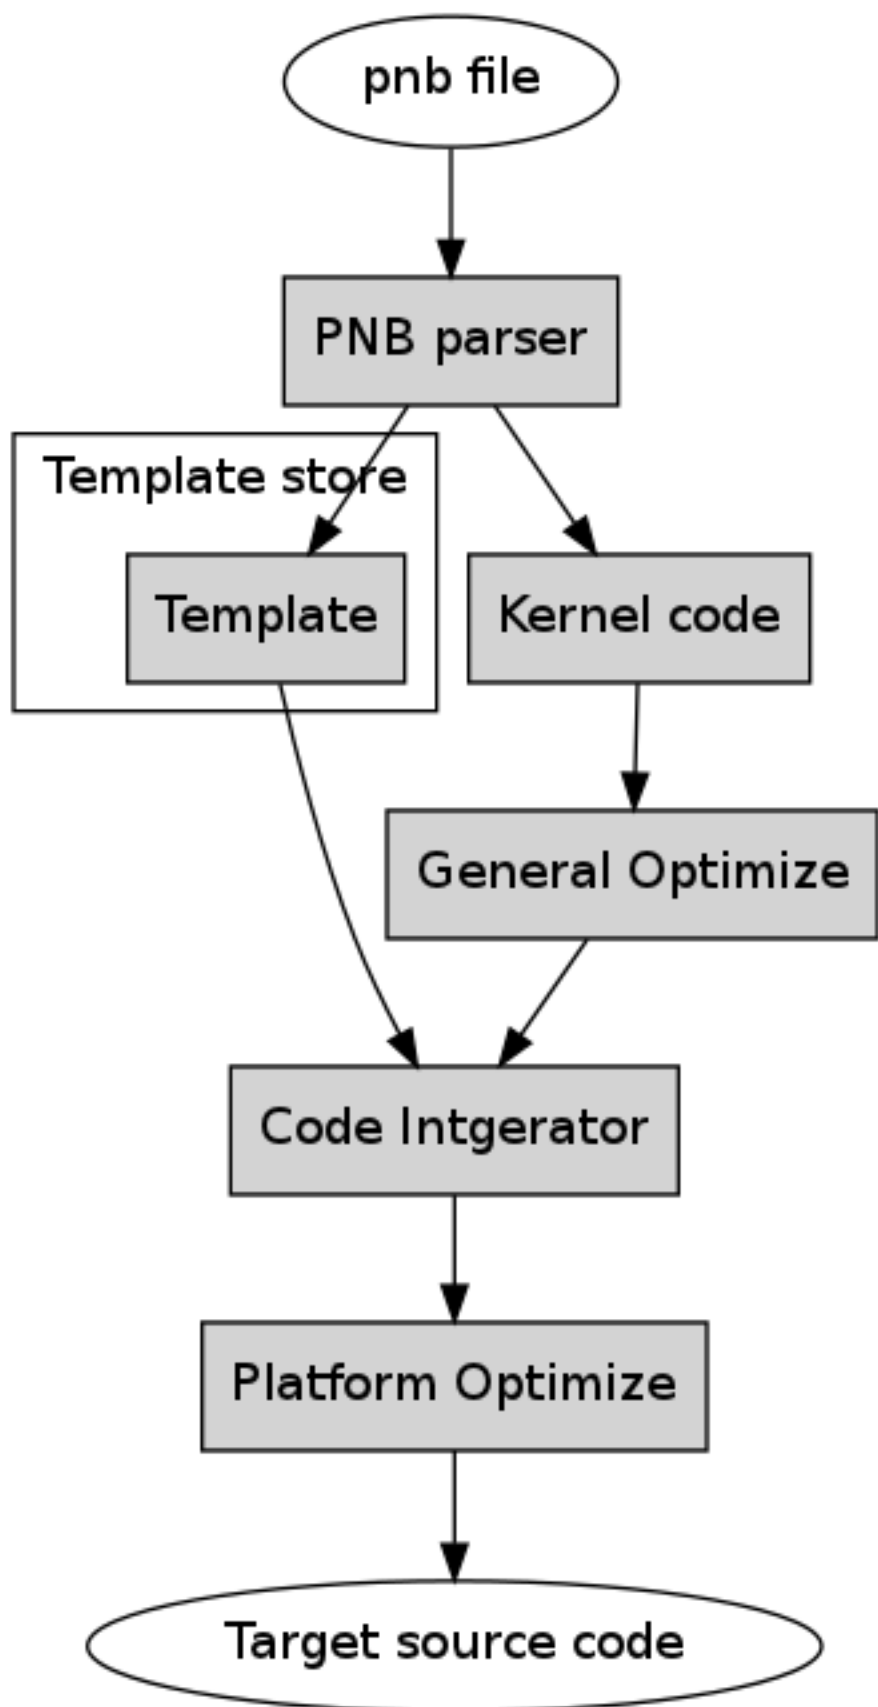 pnb file
PNB parser
Template store
Template
Kernel code
General Optimize
Code Intgerator
Platform Optimize
Target source code